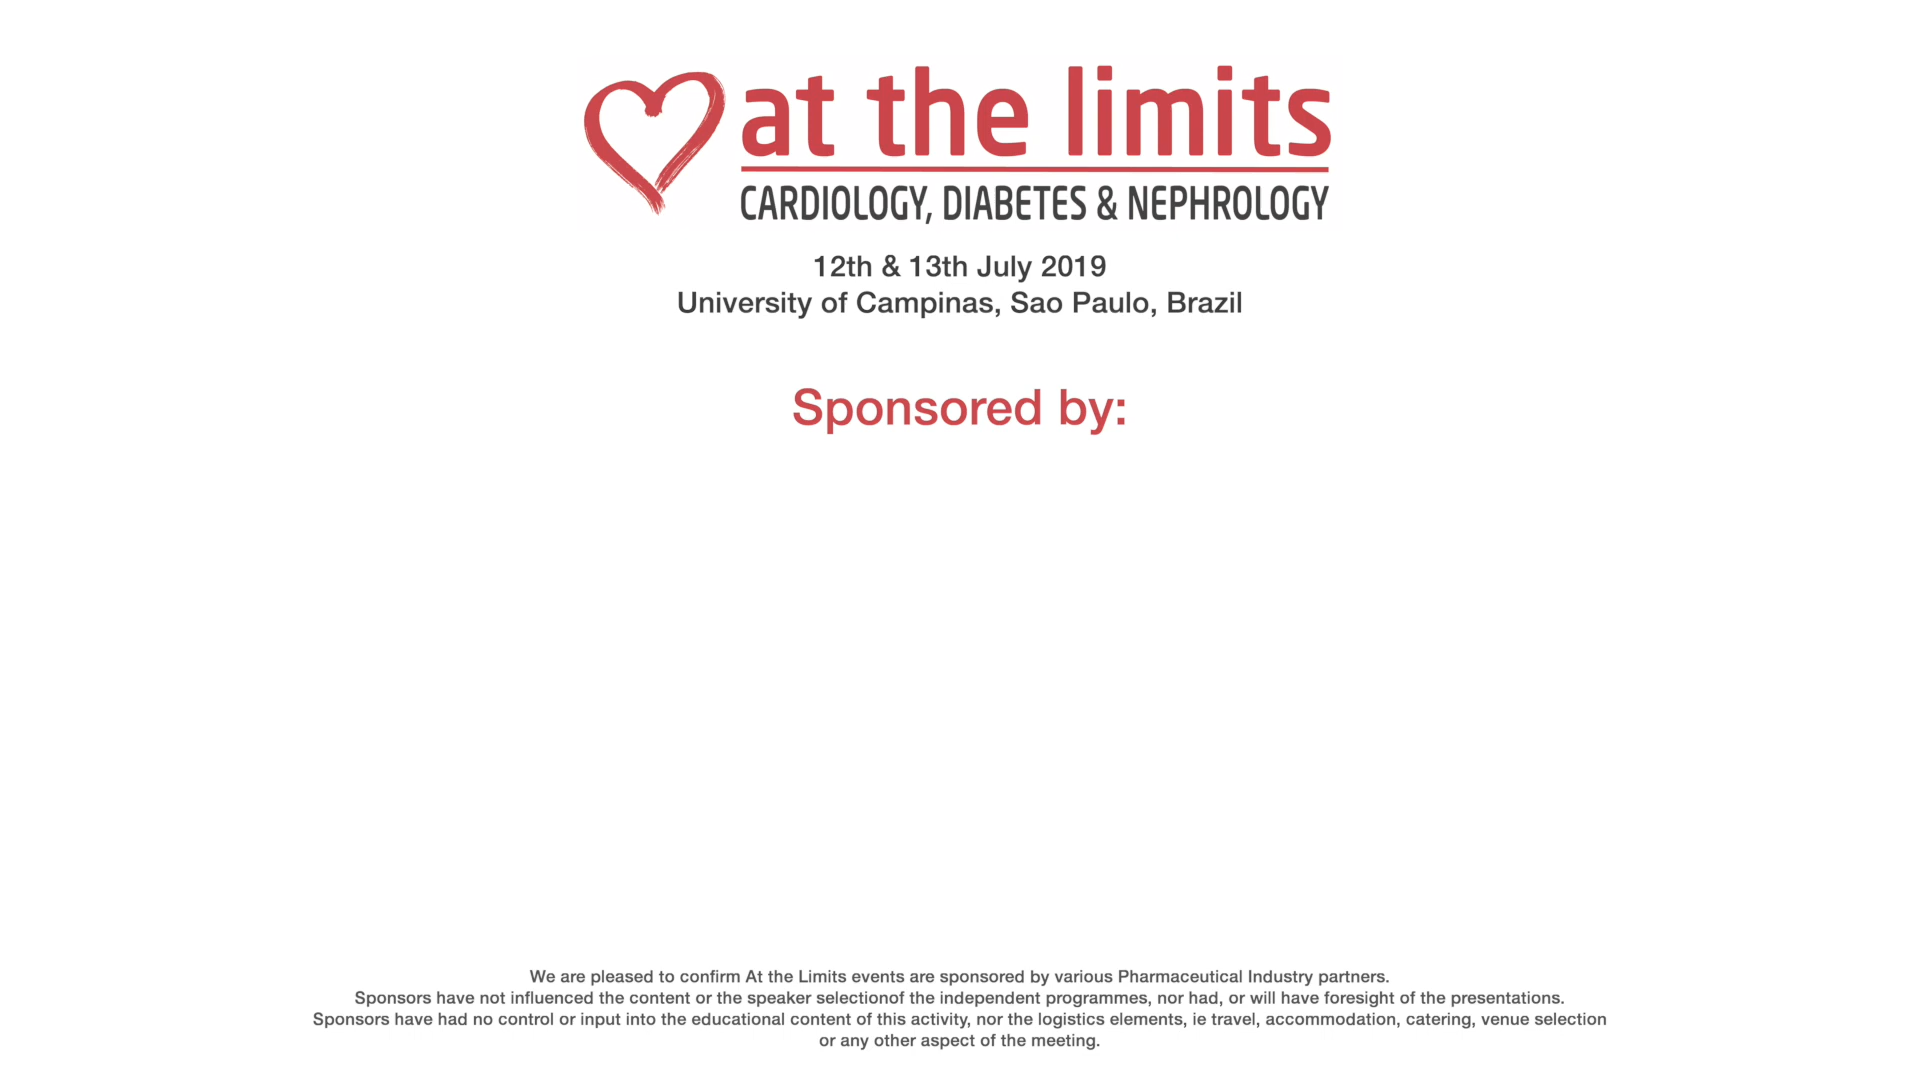 at the limits
CARDIOLOGY, DIABETES & NEPHROLOGY
12th & 13th July 2019
University of Campinas, Sao Paulo, Brazil
Sponsored by:
We are pleased to confirm At the Limits events are sponsored by various Pharmaceutical Industry partners.
Sponsors have not influenced the content or the speaker selectionof the independent programmes, nor had, or will have foresight of the presentations.
Sponsors have had no control or input into the educational content of this activity, nor the logistics elements, ie travel, accommodation, catering, venue selection
or any other aspect of the meeting.